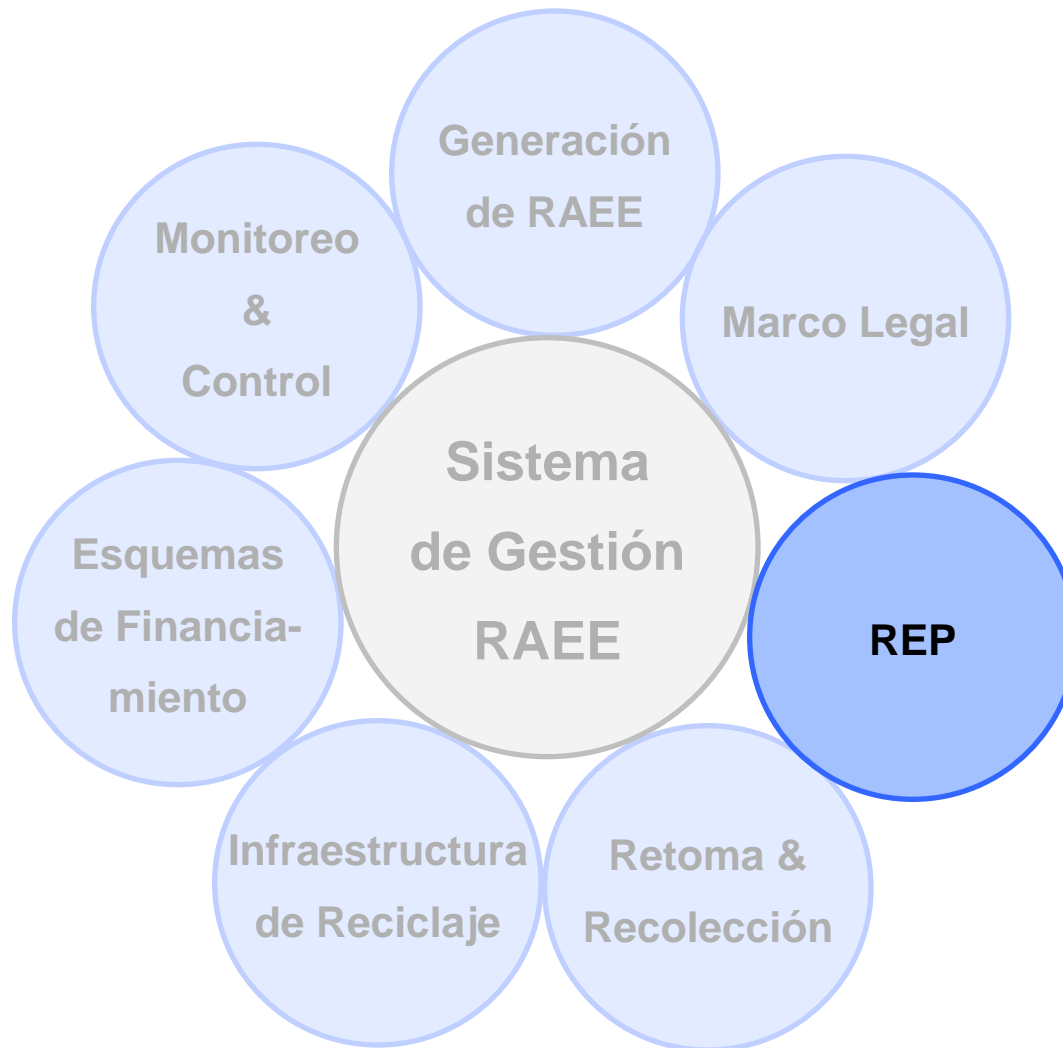 Generación
de RAEE
Marco Legal
REP
Retoma &
Recolección
Infraestructura
de Reciclaje
Esquemas
de Financia-
miento
Monitoreo
&
Control
Sistema
de Gestión
RAEE